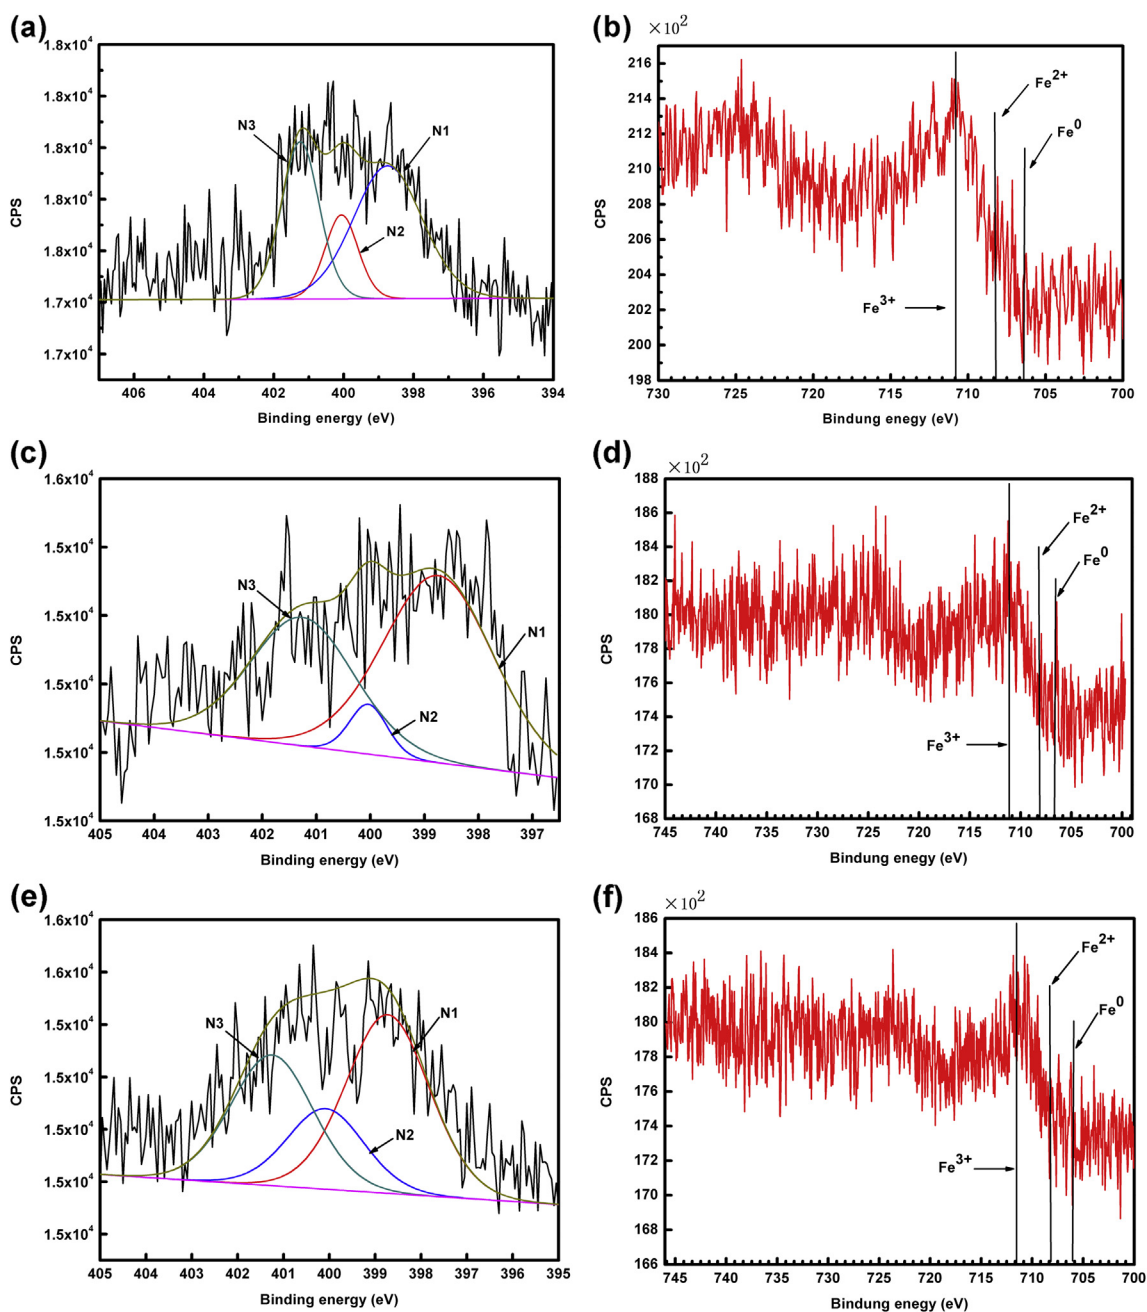 (a)
1.8x10⁴
1.8x10⁴
1.8x10⁴
1.8x10⁴
1.8x10⁴
1.7x10⁴
1.7x10⁴
CPS
N3
N1
N2
406 404 402 400 398 396 394
Binding energy (eV)
(b)
×10²
216
214
212
210
208
206
204
202
200
198
CPS
Fe²⁺
Fe⁰
Fe³⁺
730 725 720 715 710 705 700
Bindung enegy (eV)
(c)
1.6x10⁴
1.5x10⁴
1.5x10⁴
1.5x10⁴
1.5x10⁴
1.5x10⁴
CPS
N3
N1
N2
405 404 403 402 401 400 399 398 397
Binding energy (eV)
(d)
×10²
188
186
184
182
180
178
176
174
172
170
168
CPS
Fe²⁺
Fe⁰
Fe³⁺
745 740 735 730 725 720 715 710 705 700
Bindung enegy (eV)
(e)
1.6x10⁴
1.6x10⁴
1.5x10⁴
1.5x10⁴
1.5x10⁴
1.5x10⁴
1.5x10⁴
CPS
N3
N1
N2
405 404 403 402 401 400 399 398 397 396 395
Binding energy (eV)
(f)
×10²
186
184
182
180
178
176
174
172
170
168
166
CPS
Fe²⁺
Fe⁰
Fe³⁺
745 740 735 730 725 720 715 710 705 700
Bindung enegy (eV)